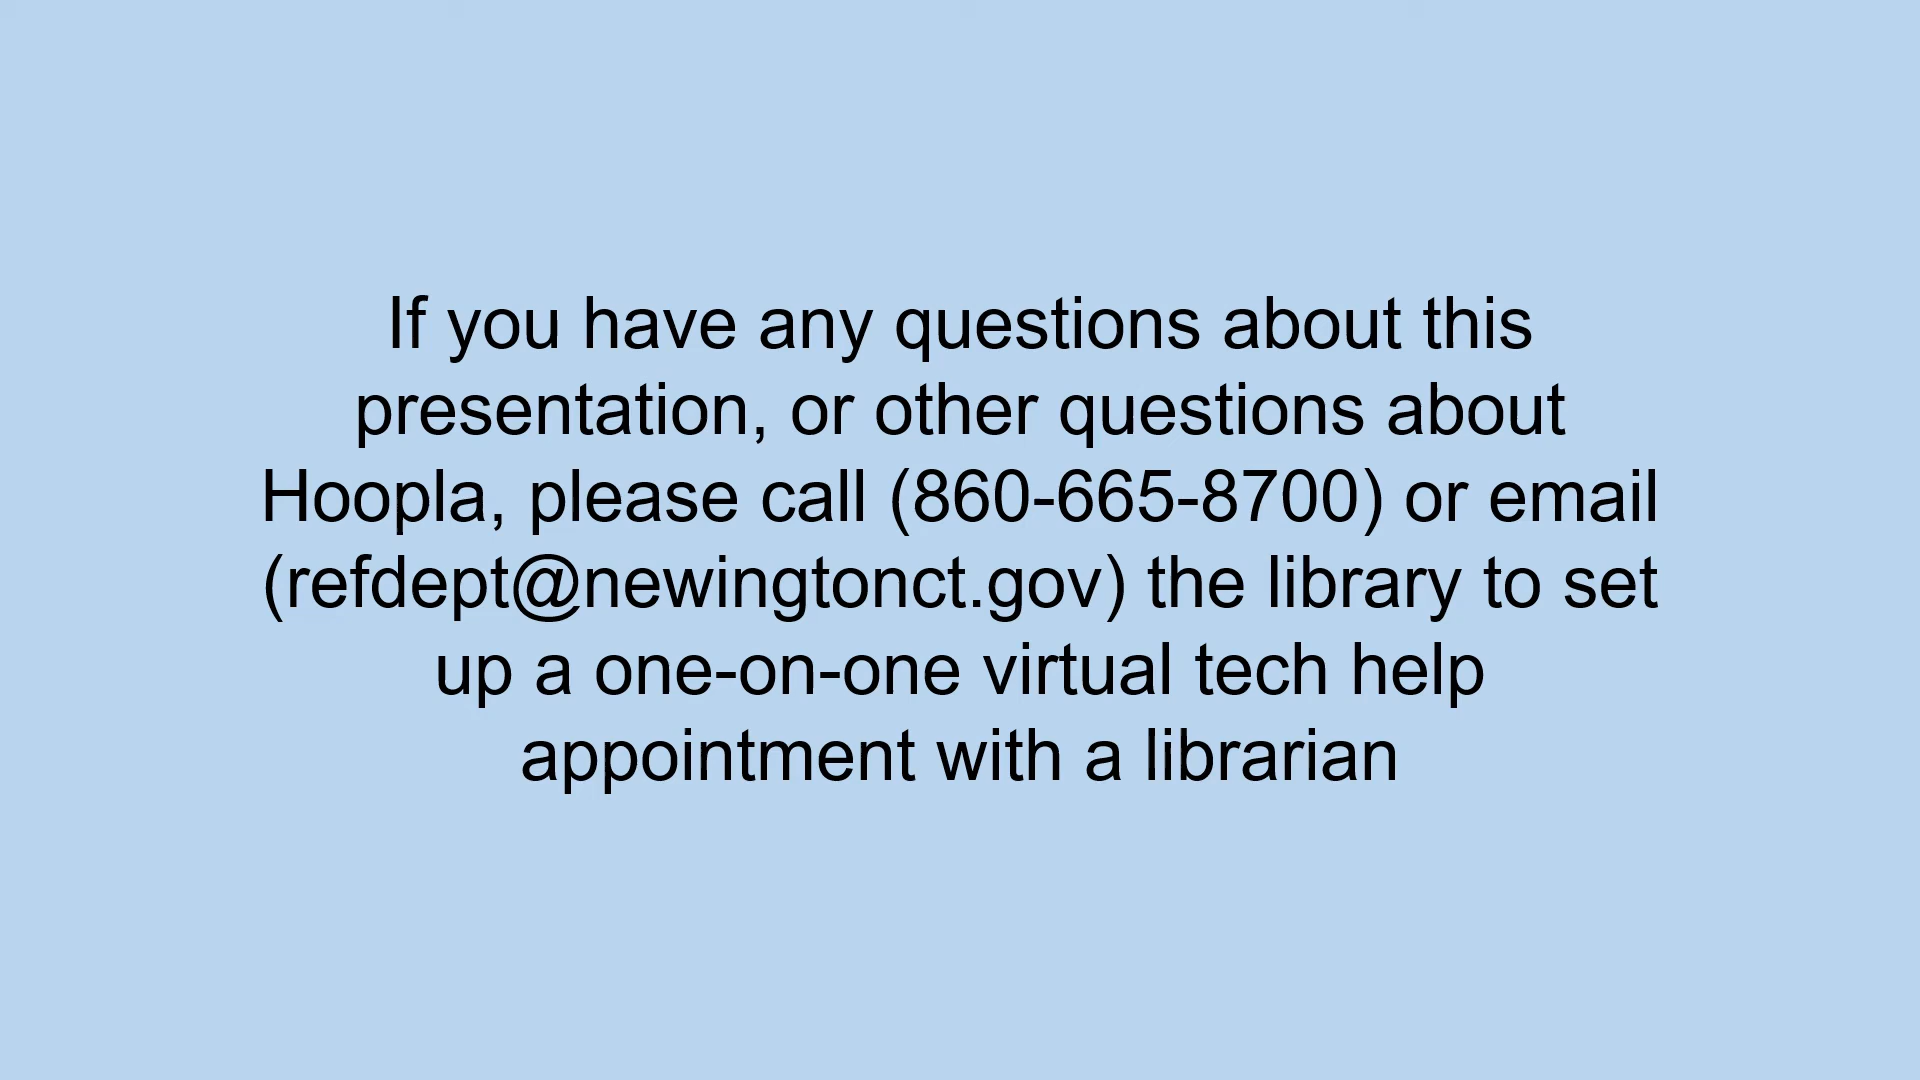 If you have any questions about this
presentation, or other questions about
Hoopla, please call (860-665-8700) or email
(refdept@newingtonct.gov) the library to set
up a one-on-one virtual tech help
appointment with a librarian